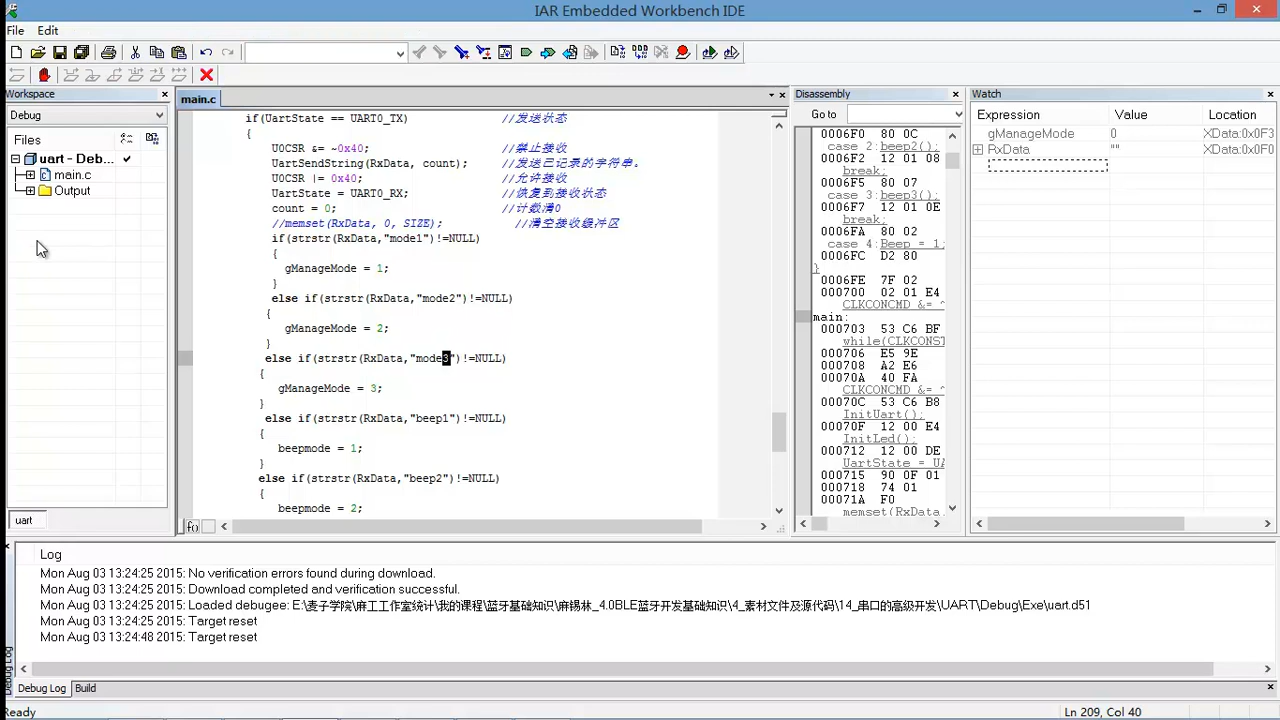 IAR Embedded Workbench IDE
File Edit
Workspace
Debug
Files
uart - Deb...
main.c
Output
uart
main.c
if(UartState == UART0_TX) //发送状态
{
U0CSR &= ~0x40; //禁止接收
UartSendString(RxData, count); //发送已记录的字符串。
U0CSR |= 0x40; //允许接收
UartState = UART0_RX; //恢复到接收状态
count = 0; //计数清0
//memset(RxData, 0, SIZE); //清空接收缓冲区
if(strstr(RxData,"mode1")!=NULL)
{
gManageMode = 1;
}
else if(strstr(RxData,"mode2")!=NULL)
{
gManageMode = 2;
}
else if(strstr(RxData,"mode3")!=NULL)
{
gManageMode = 3;
}
else if(strstr(RxData,"beep1")!=NULL)
{
beepmode = 1;
}
else if(strstr(RxData,"beep2")!=NULL)
{
beepmode = 2;
Disassembly
Go to
0006F0 80 0C
case 2:beep2();
0006F2 12 01 08
break;
0006F5 80 07
case 3:beep3();
0006F7 12 01 0E
break;
0006FA 80 02
case 4:Beep = 1;
0006FC D2 80
}
0006FE 7F 02
000700 02 01 E4
CLKCONCMD &= ~
main:
000703 53 C6 BF
while(CLKCONST
000706 E5 9E
000708 A2 E6
00070A 40 FA
CLKCONCMD &= ~
00070C 53 C6 B8
InitUart();
00070F 12 00 E4
InitLed();
000712 12 00 DE
UartState = UA
000715 90 0F 01
000718 74 01
00071A F0
memset(RxData
Watch
Expression Value Location
gManageMode 0 XData:0x0F3
RxData "" XData:0x0F0
Log
Mon Aug 03 13:24:25 2015: No verification errors found during download.
Mon Aug 03 13:24:25 2015: Download completed and verification successful.
Mon Aug 03 13:24:25 2015: Loaded debugee: E:\麦子学院\麻工工作室统计\我的课程\蓝牙基础知识\麻锡林_4.0BLE蓝牙开发基础知识\4_素材文件及源代码\14_串口的高级开发\UART\Debug\Exe\uart.d51
Mon Aug 03 13:24:25 2015: Target reset
Mon Aug 03 13:24:48 2015: Target reset
Debug Log
Debug Log Build
Ready
Ln 209, Col 40